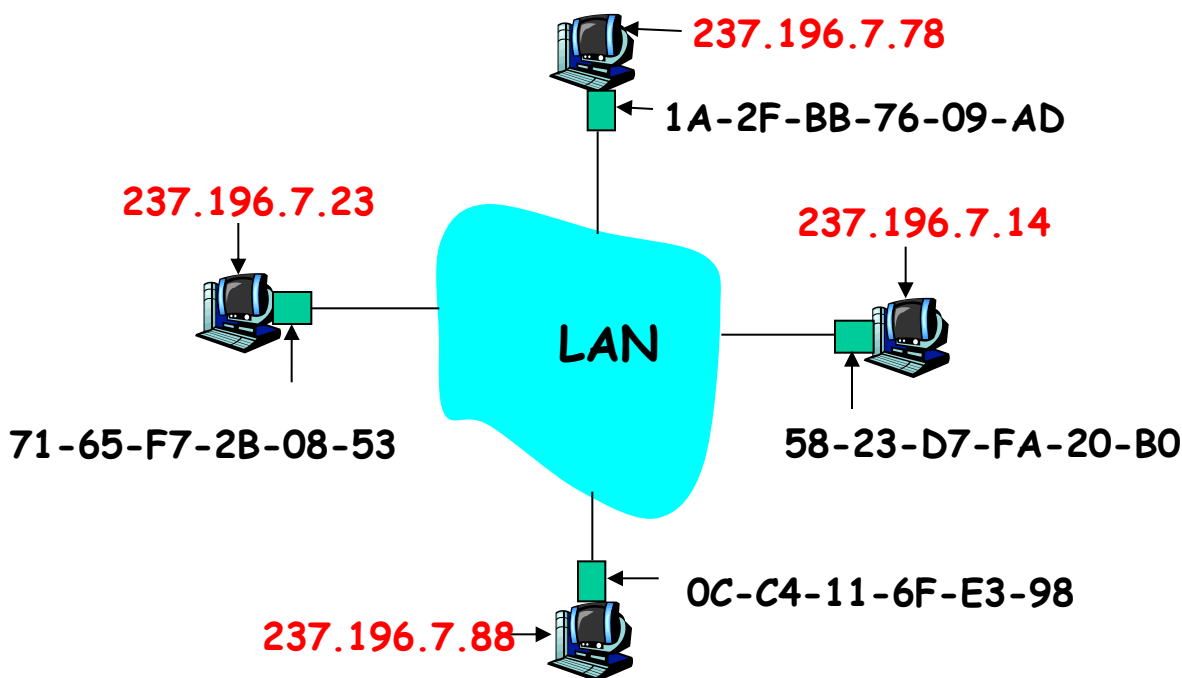 237.196.7.78
1A-2F-BB-76-09-AD
237.196.7.23
237.196.7.14
LAN
71-65-F7-2B-08-53
58-23-D7-FA-20-B0
0C-C4-11-6F-E3-98
237.196.7.88